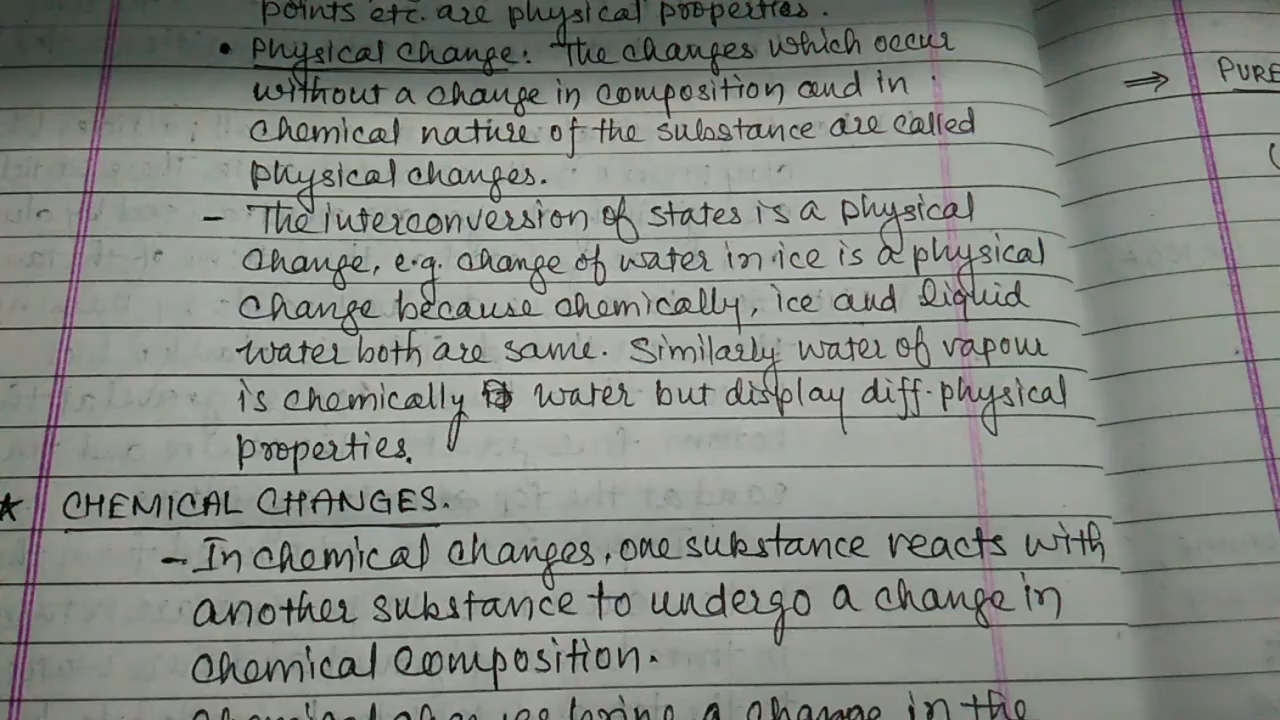 points etc. are physical properties.
• Physical change: The changes which occur
without a change in composition and in
chemical nature of the substance are called
physical changes.
- The interconversion of states is a physical
change, e.g. change of water in ice is a physical
change because chemically, ice and liquid
water both are same. Similarly water of vapour
is chemically water but display diff. physical
properties.
★ CHEMICAL CHANGES.
- In chemical changes, one substance reacts with
another substance to undergo a change in
chemical composition.
bring a change in the
⇒ PURE
(